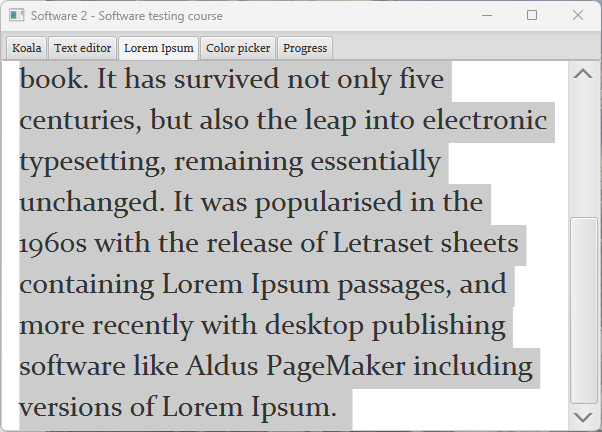 Software 2 - Software testing course
Koala Text editor Lorem Ipsum Color picker Progress
book. It has survived not only five
centuries, but also the leap into electronic
typesetting, remaining essentially
unchanged. It was popularised in the
1960s with the release of Letraset sheets
containing Lorem Ipsum passages, and
more recently with desktop publishing
software like Aldus PageMaker including
versions of Lorem Ipsum.